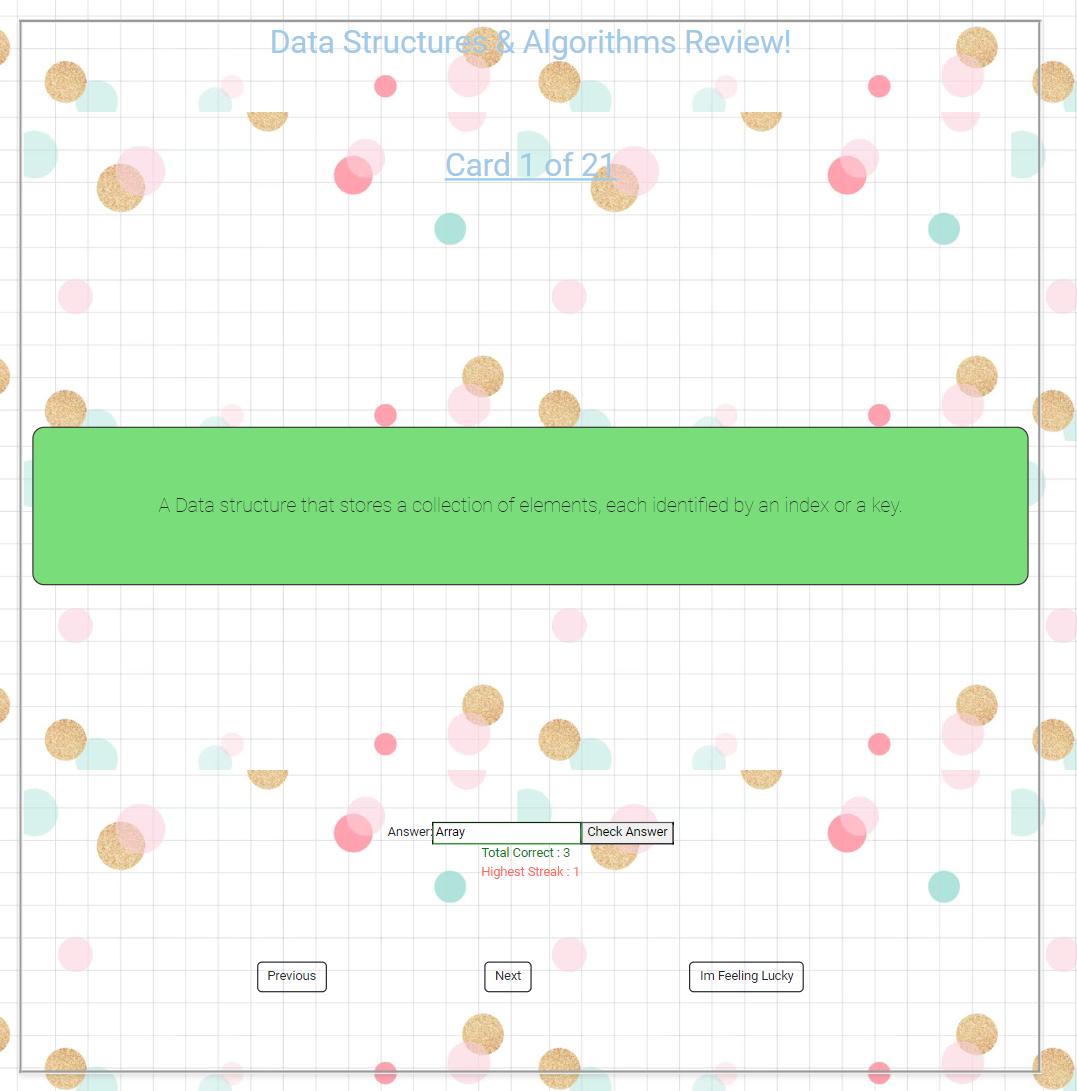 Data Structures & Algorithms Review!
Card 1 of 21
A Data structure that stores a collection of elements, each identified by an index or a key.
Answer: Array Check Answer
Total Correct : 3
Highest Streak : 1
Previous Next Im Feeling Lucky